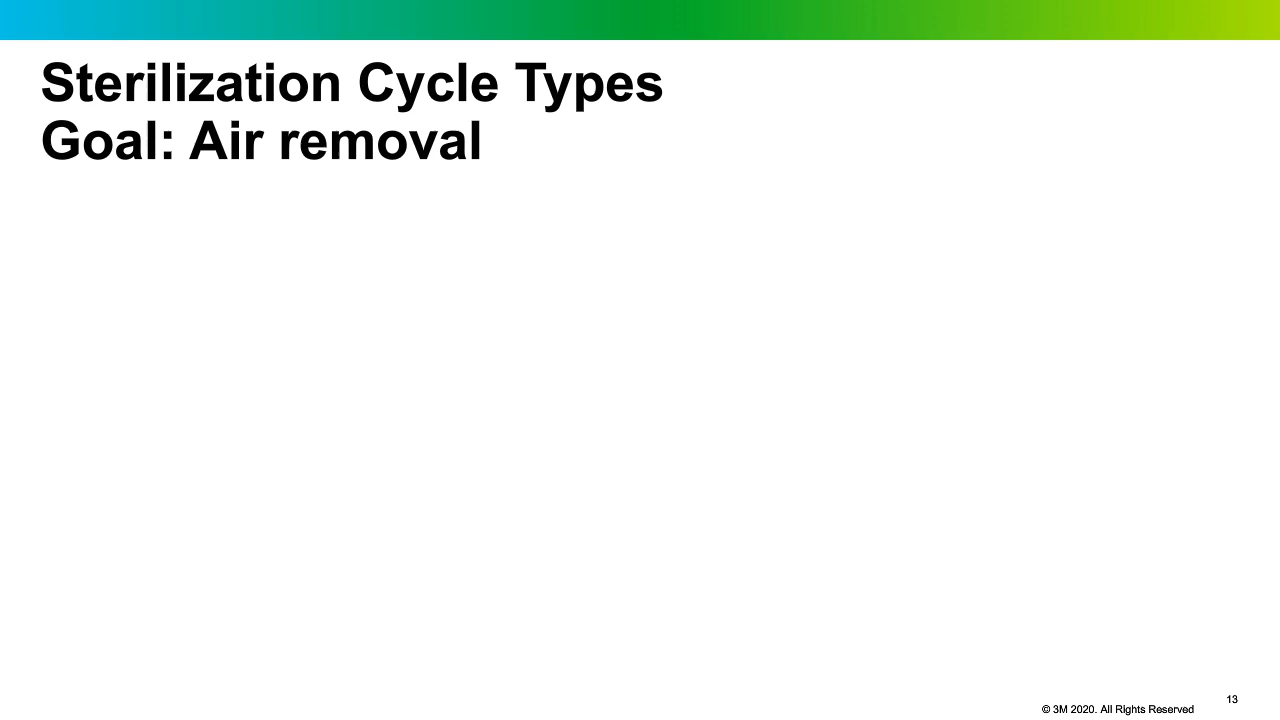 Sterilization Cycle Types
Goal: Air removal
© 3M 2020. All Rights Reserved
13